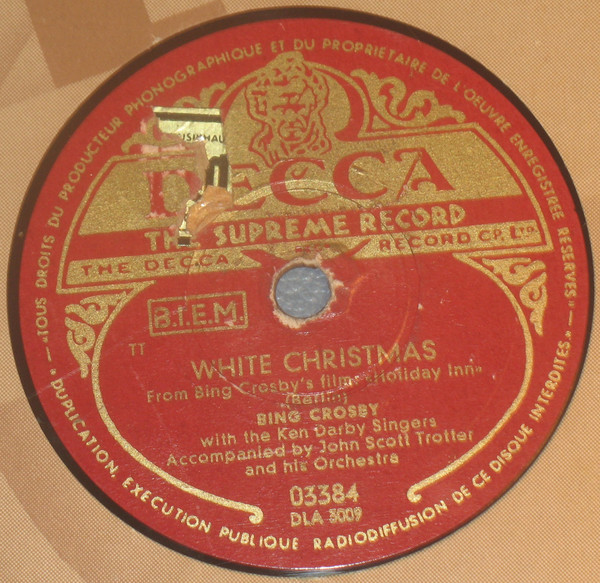 "TOUS DROITS DU PRODUCTEUR PHONOGRAPHIQUE ET DU PROPRIETAIRE DE L'OEUVRE ENREGISTREE RESERVES"
DECCA
THE SUPREME RECORD
THE DECCA RECORD CP. LTD.
B.I.E.M.
TT
WHITE CHRISTMAS
From Bing Crosby's film: «Holiday Inn»
(Berlin)
BING CROSBY
with the Ken Darby Singers
Accompanied by John Scott Trotter
and his Orchestra
03384
DLA 3009
* DUPLICATION, EXECUTION PUBLIQUE RADIODIFFUSION DE CE DISQUE INTERDITES. *